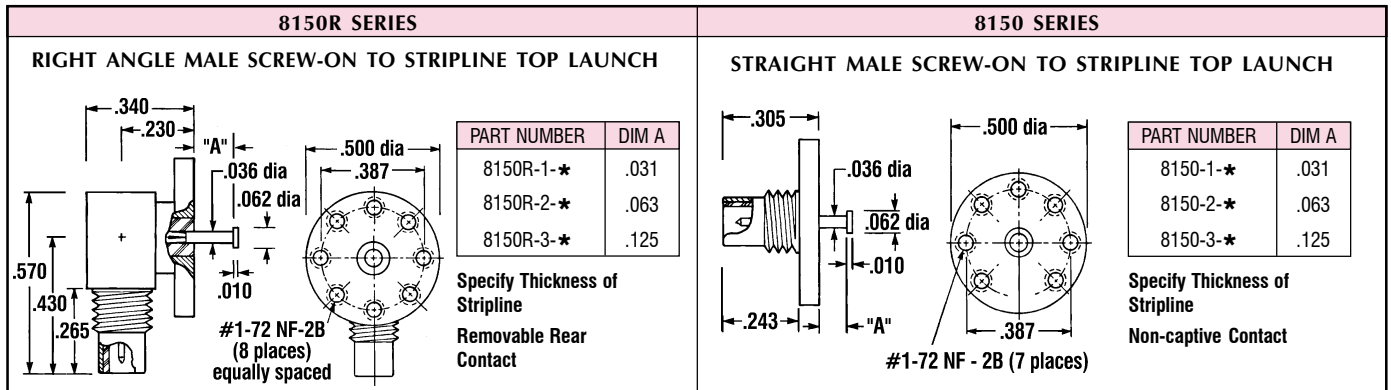 8150R SERIES
RIGHT ANGLE MALE SCREW-ON TO STRIPLINE TOP LAUNCH
.340
.230
"A"
.036 dia
.062 dia
.010
.570
.430
.265
.500 dia
.387
#1-72 NF-2B
(8 places)
equally spaced
PART NUMBER DIM A
8150R-1-★ .031
8150R-2-★ .063
8150R-3-★ .125
Specify Thickness of
Stripline
Removable Rear
Contact
8150 SERIES
STRAIGHT MALE SCREW-ON TO STRIPLINE TOP LAUNCH
.305
.036 dia
.062 dia
.010
.243
"A"
.500 dia
.387
#1-72 NF - 2B (7 places)
PART NUMBER DIM A
8150-1-★ .031
8150-2-★ .063
8150-3-★ .125
Specify Thickness of
Stripline
Non-captive Contact